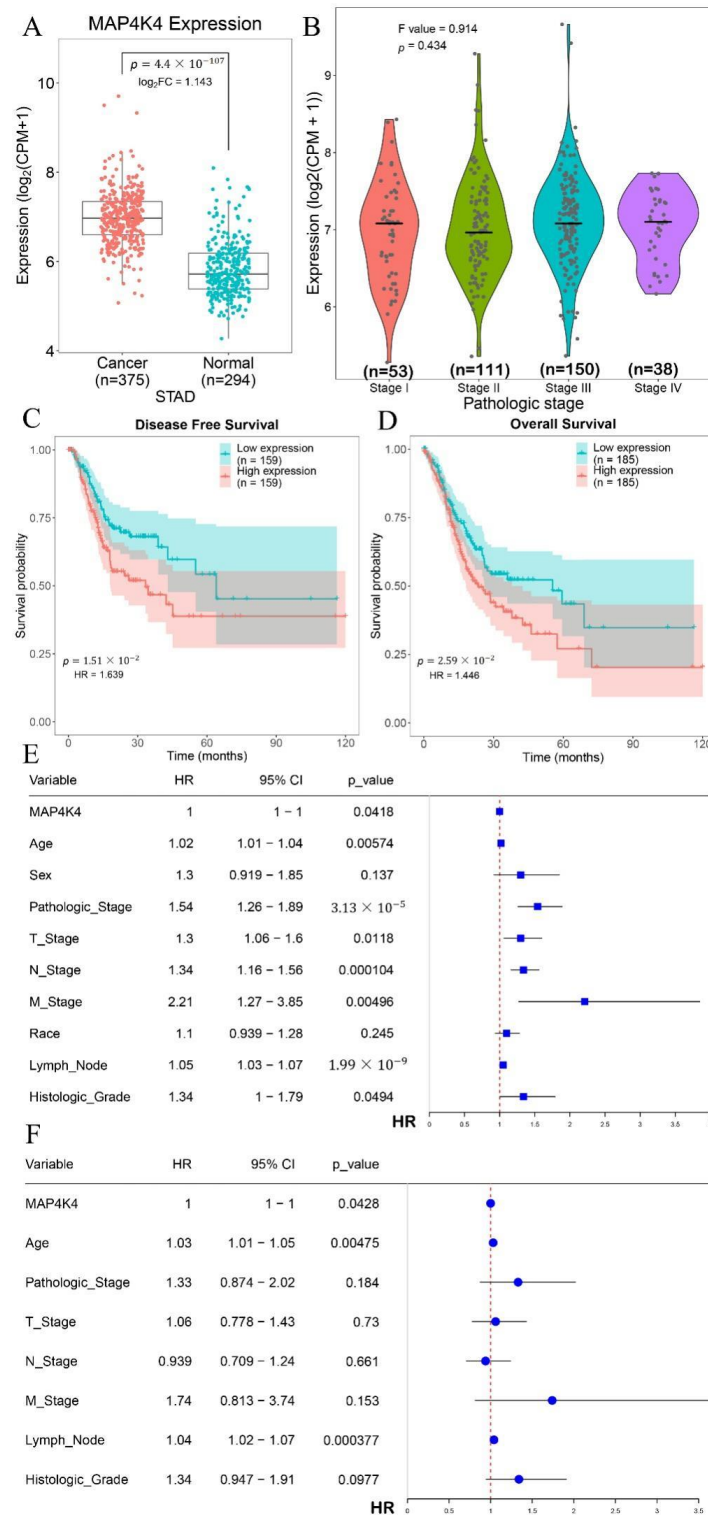 A
MAP4K4 Expression
p = 4.4 × 10⁻¹⁰⁷
log₂FC = 1.143
Expression (log₂(CPM+1)
10
8
6
4
Cancer
(n=375)
Normal
(n=294)
STAD
B
F value = 0.914
p = 0.434
Expression (log2(CPM + 1))
9
8
7
6
(n=53)
(n=111)
(n=150)
(n=38)
Stage I
Stage II
Stage III
Stage IV
Pathologic stage
C
Disease Free Survival
Low expression
(n = 159)
High expression
(n = 159)
Survival probability
1.00
0.75
0.50
0.25
0.00
p = 1.51 × 10⁻²
HR = 1.639
0 30 60 90 120
Time (months)
D
Overall Survival
Low expression
(n = 185)
High expression
(n = 185)
Survival probability
1.00
0.75
0.50
0.25
0.00
p = 2.59 × 10⁻²
HR = 1.446
0 30 60 90 120
Time (months)
E
Variable HR 95% CI p_value
MAP4K4 1 1 − 1 0.0418
Age 1.02 1.01 − 1.04 0.00574
Sex 1.3 0.919 − 1.85 0.137
Pathologic_Stage 1.54 1.26 − 1.89 3.13 × 10⁻⁵
T_Stage 1.3 1.06 − 1.6 0.0118
N_Stage 1.34 1.16 − 1.56 0.000104
M_Stage 2.21 1.27 − 3.85 0.00496
Race 1.1 0.939 − 1.28 0.245
Lymph_Node 1.05 1.03 − 1.07 1.99 × 10⁻⁹
Histologic_Grade 1.34 1 − 1.79 0.0494
HR
0 0.5 1 1.5 2 2.5 3 3.5
F
Variable HR 95% CI p_value
MAP4K4 1 1 − 1 0.0428
Age 1.03 1.01 − 1.05 0.00475
Pathologic_Stage 1.33 0.874 − 2.02 0.184
T_Stage 1.06 0.778 − 1.43 0.73
N_Stage 0.939 0.709 − 1.24 0.661
M_Stage 1.74 0.813 − 3.74 0.153
Lymph_Node 1.04 1.02 − 1.07 0.000377
Histologic_Grade 1.34 0.947 − 1.91 0.0977
HR
0 0.5 1 1.5 2 2.5 3 3.5